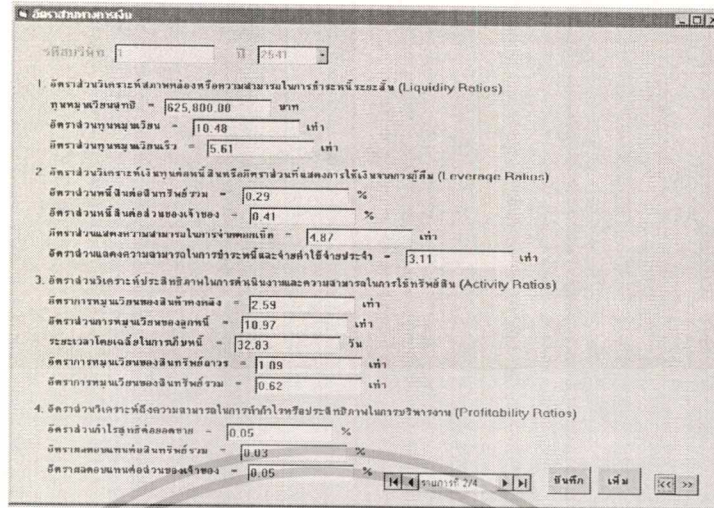 อัตราส่วนทางการเงิน
รหัสบริษัท 1 ปี 2541
1. อัตราส่วนวิเคราะห์สภาพคล่องหรือความสามารถในการชำระหนี้ระยะสั้น (Liquidity Ratios)
ทุนหมุนเวียนสุทธิ = 625,800.00 บาท
อัตราส่วนทุนหมุนเวียน = 10.48 เท่า
อัตราส่วนทุนหมุนเวียนเร็ว = 5.61 เท่า
2. อัตราส่วนวิเคราะห์เงินทุนต่อหนี้สินหรืออัตราส่วนที่แสดงการใช้เงินจากการกู้ยืม (Leverage Ratios)
อัตราส่วนหนี้สินต่อสินทรัพย์รวม = 0.29 %
อัตราส่วนหนี้สินต่อส่วนของเจ้าของ = 0.41 %
อัตราส่วนแสดงความสามารถในการจ่ายดอกเบี้ย = 4.87 เท่า
อัตราส่วนแสดงความสามารถในการชำระหนี้และจ่ายค่าใช้จ่ายประจำ = 3.11 เท่า
3. อัตราส่วนวิเคราะห์ประสิทธิภาพในการดำเนินงานและความสามารถในการใช้ทรัพย์สิน (Activity Ratios)
อัตราการหมุนเวียนของสินค้าคงคลัง = 2.59 เท่า
อัตราส่วนการหมุนเวียนของลูกหนี้ = 10.97 เท่า
ระยะเวลาโดยเฉลี่ยในการเก็บหนี้ = 32.83 วัน
อัตราการหมุนเวียนของสินทรัพย์ถาวร = 1.09 เท่า
อัตราการหมุนเวียนของสินทรัพย์รวม = 0.62 เท่า
4. อัตราส่วนวิเคราะห์ถึงความสามารถในการทำกำไรหรือประสิทธิภาพในการบริหารงาน (Profitability Ratios)
อัตราส่วนกำไรสุทธิต่อยอดขาย = 0.05 %
อัตราผลตอบแทนต่อสินทรัพย์รวม = 0.03 %
อัตราผลตอบแทนต่อส่วนของเจ้าของ = 0.05 %
รายการที่ 2/4 บันทึก เพิ่ม << >>